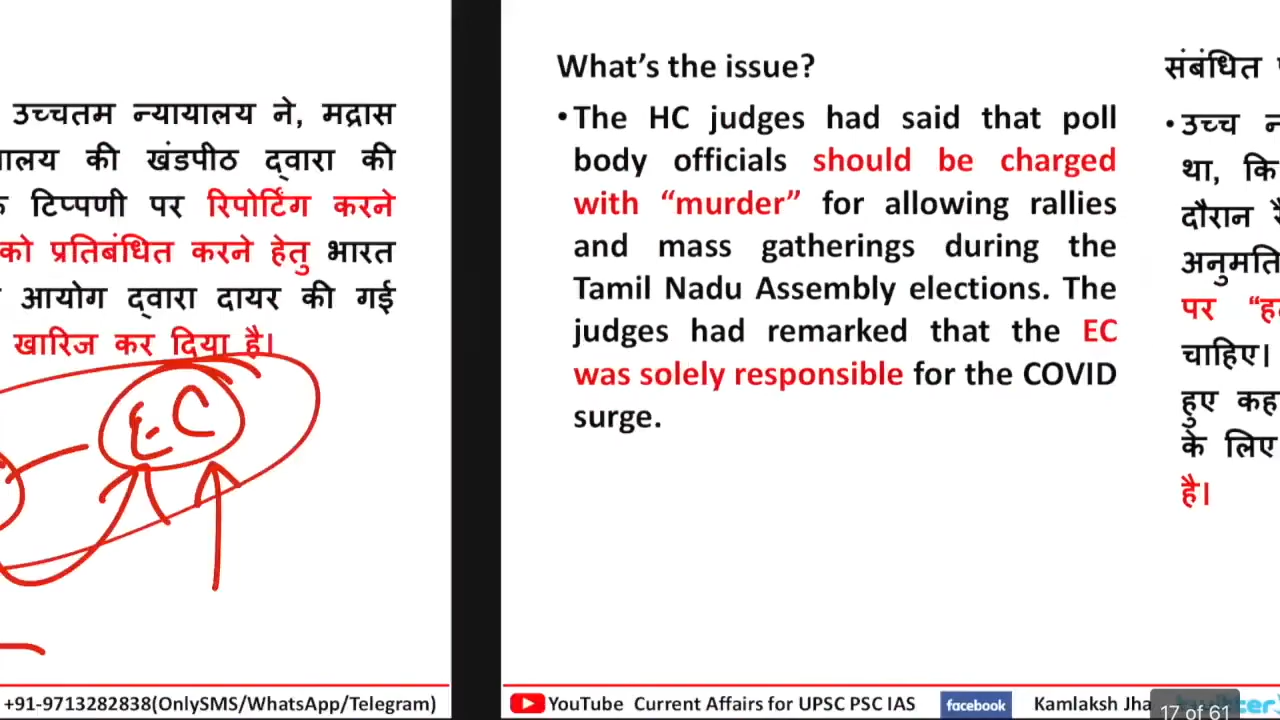 उच्चतम न्यायालय ने, मद्रास
की खंडपीठ द्वारा की
टिप्पणी पर रिपोर्टिंग करने
को प्रतिबंधित करने हेतु भारत
आयोग द्वारा दायर की गई
खारिज कर दिया है।
EC
+91-9713282838(OnlySMS/WhatsApp/Telegram)
What's the issue?
•The HC judges had said that poll
body officials should be charged
with “murder” for allowing rallies
and mass gatherings during the
Tamil Nadu Assembly elections. The
judges had remarked that the EC
was solely responsible for the COVID
surge.
YouTube Current Affairs for UPSC PSC IAS
facebook
Kamlaksh Jha
17 of 61
संबंधित
• उच्च
था, कि
दौरान
अनुमति
पर
चाहिए।
हुए
के लिए
है।